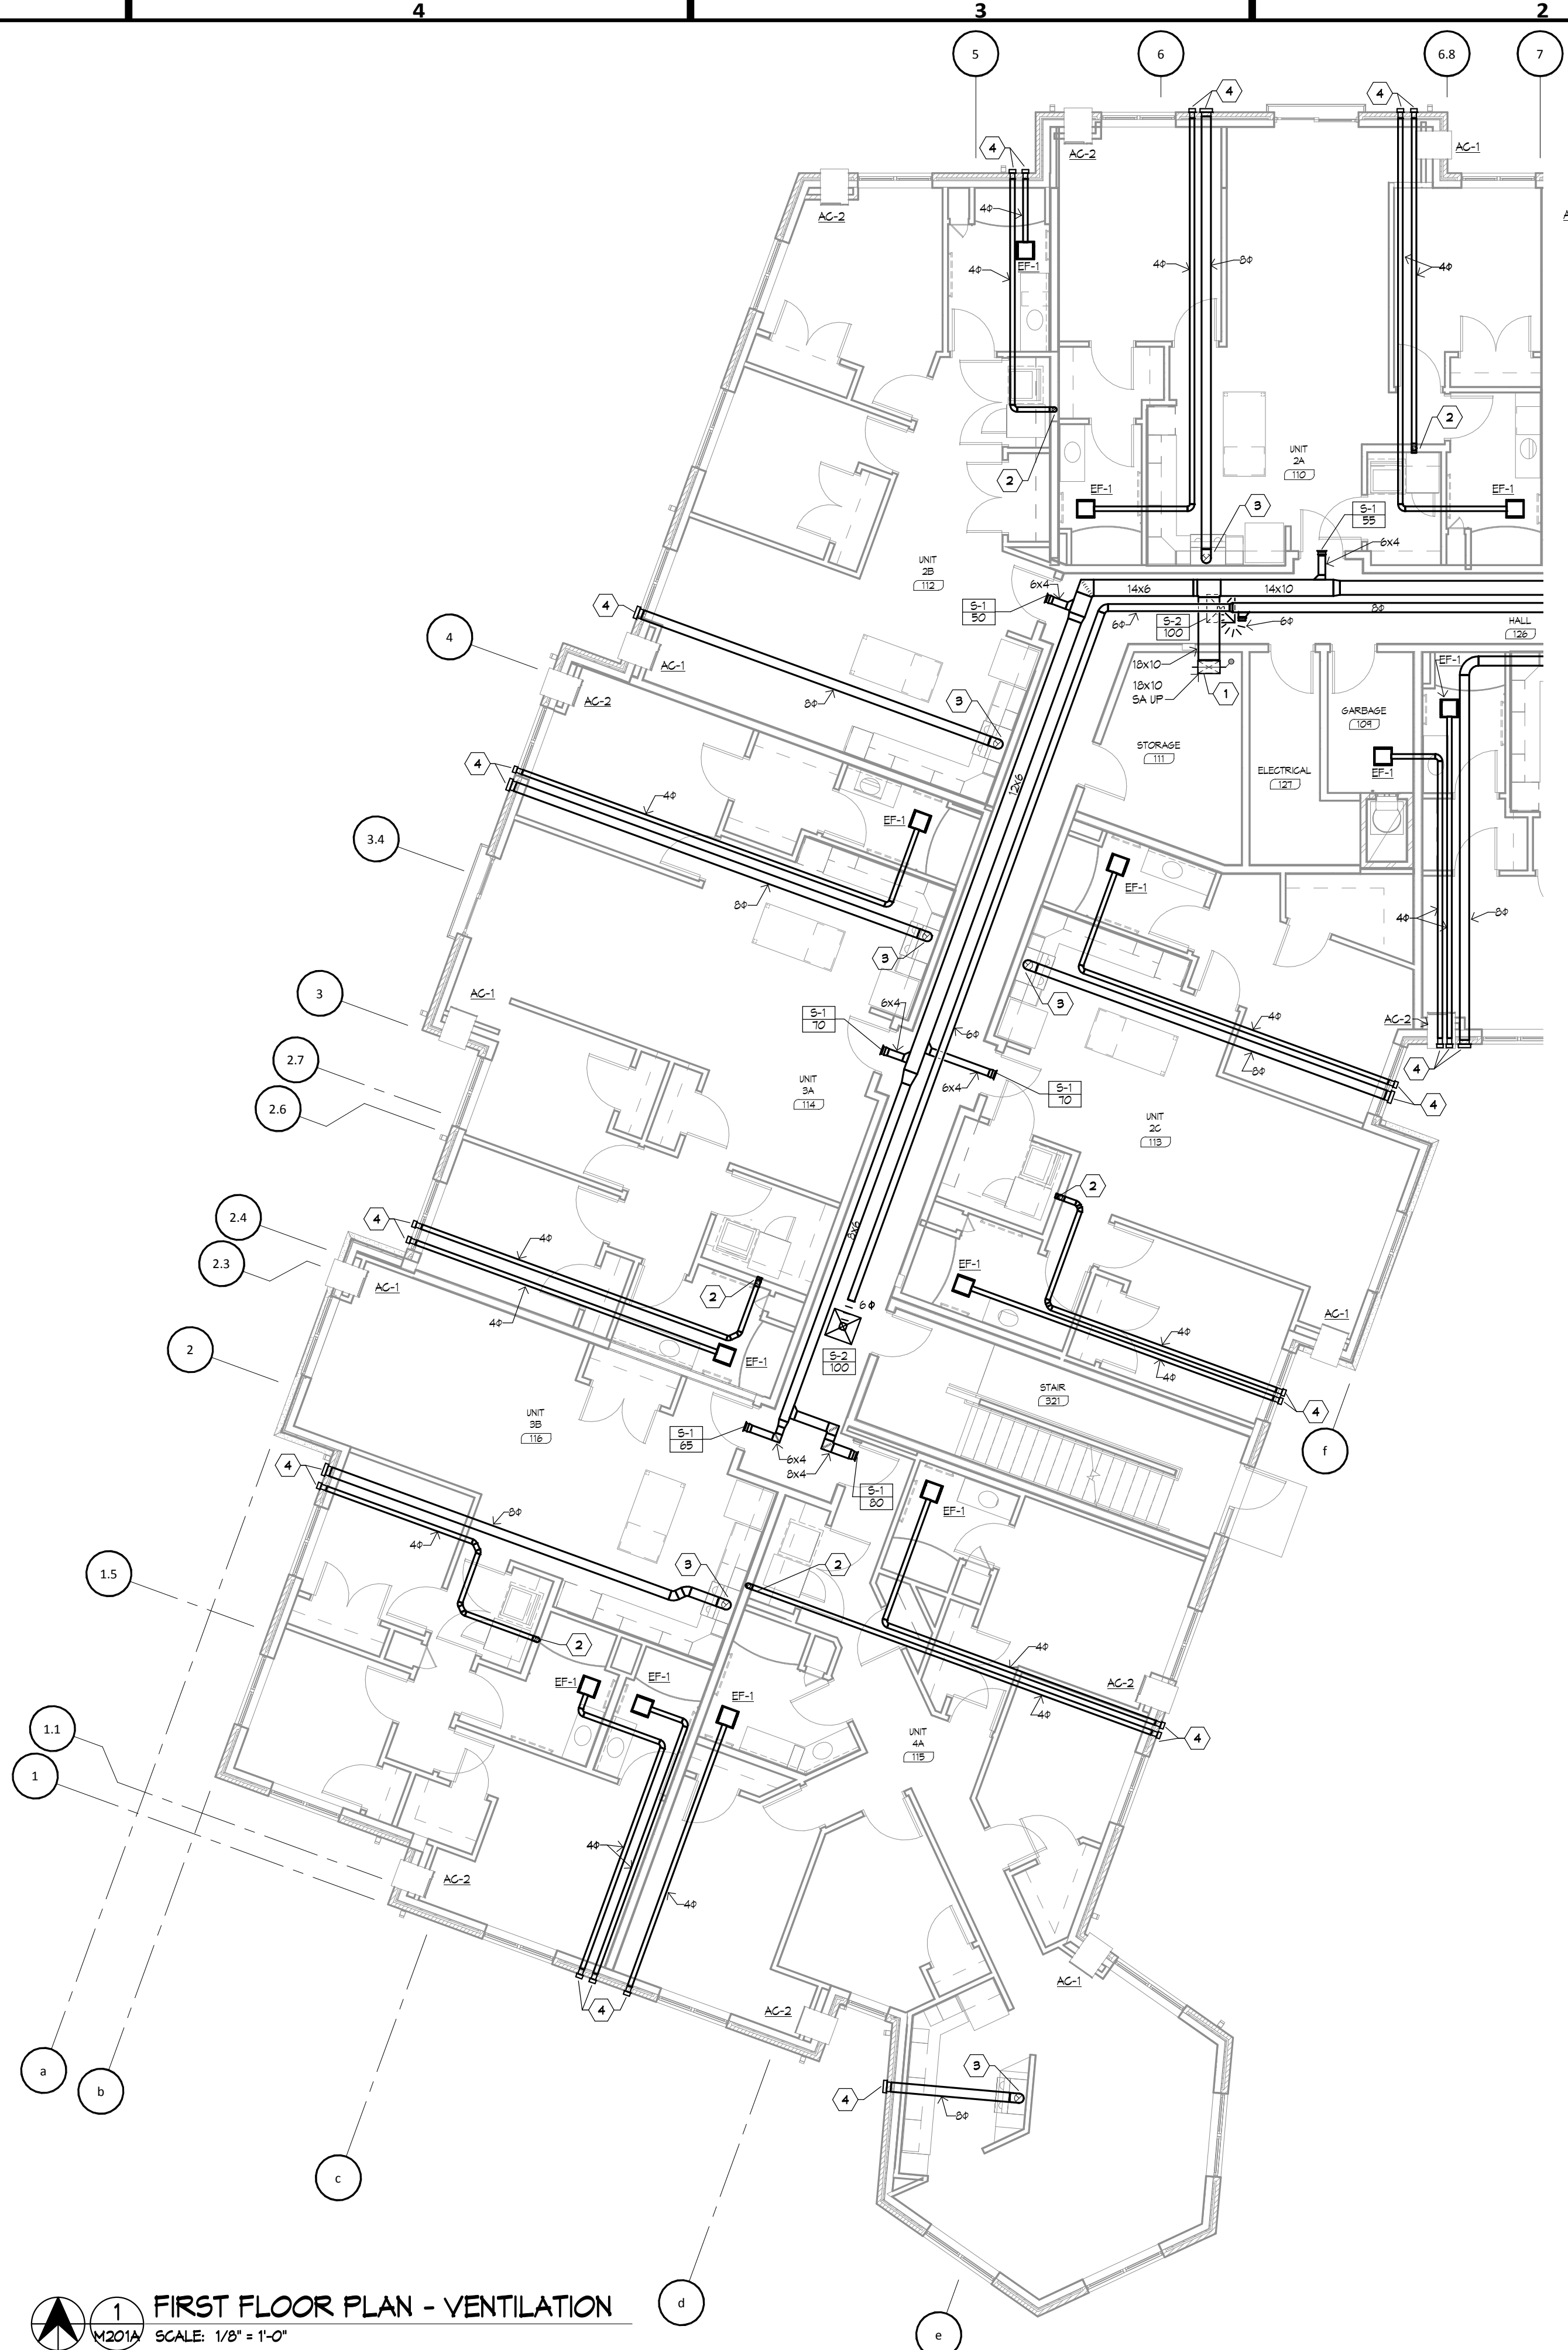 4 3 2
5 6 6.8 7
4 4
4 AC-2 AC-1
AC-2
4Φ
4Φ EF-1 4Φ 8Φ 4Φ
2
UNIT
2A
110
2 EF-1 EF-1
3 S-1
55
6x4
UNIT
2B
112
6x4 14x6 14x10
S-1
50
4 6Φ S-2
100
6Φ 8Φ
HALL
126
4
AC-1 18x10 EF-1
AC-2 18x10
SA UP
1
8Φ 3 GARBAGE
109
STORAGE
111
ELECTRICAL
127
EF-1
4 4Φ 12x6
EF-1
3.4
EF-1
8Φ 4Φ 8Φ
3
3
AC-1 6x4 3
S-1
70
6Φ 4Φ AC-2
8Φ 4
2.7
UNIT
3A
114
6x4 S-1
70
4
2.6
UNIT
2C
113
2
2.4 4 4Φ 8x6
2.3 EF-1
AC-1 2 6Φ
4Φ AC-1
2 EF-1 S-2
100
4Φ
4Φ
STAIR
321
UNIT
3B
116
S-1
65
4
6x4 f
4 8x4
S-1
80
8Φ EF-1
4Φ
1.5 3 2
2
4Φ
EF-1 EF-1 EF-1 AC-2
4Φ
1.1 UNIT
4A
115
4
1
4Φ
AC-2 4Φ
AC-1
4 AC-2
a
b 3
4 8Φ
c
d
e
1
M201A
FIRST FLOOR PLAN - VENTILATION
SCALE: 1/8" = 1'-0"